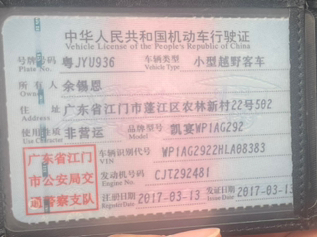 中华人民共和国机动车行驶证
Vehicle License of the People's Republic of China
号牌号码 粤JYU936 车辆类型 小型越野客车
Plate No. Vehicle Type
所有人 余锡恩
Owner
住址 广东省江门市蓬江区农林新村22号502
Address
使用性质 非营运 品牌型号 凯宴WP1AG292
Use Character Model
广东省江门
市公安局交
通警察支队
车辆识别代号 WP1AG2922HLA08383
VIN
发动机号码 CJT292481
Engine No.
注册日期 2017-03-13 发证日期 2017-03-13
Register Date Issue Date